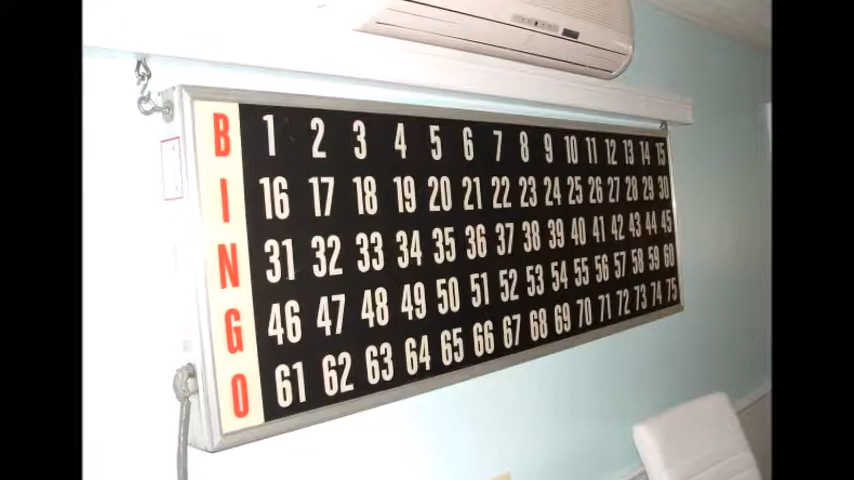 B 1 2 3 4 5 6 7 8 9 10 11 12 13 14 15
I 16 17 18 19 20 21 22 23 24 25 26 27 28 29 30
N 31 32 33 34 35 36 37 38 39 40 41 42 43 44 45
G 46 47 48 49 50 51 52 53 54 55 56 57 58 59 60
O 61 62 63 64 65 66 67 68 69 70 71 72 73 74 75